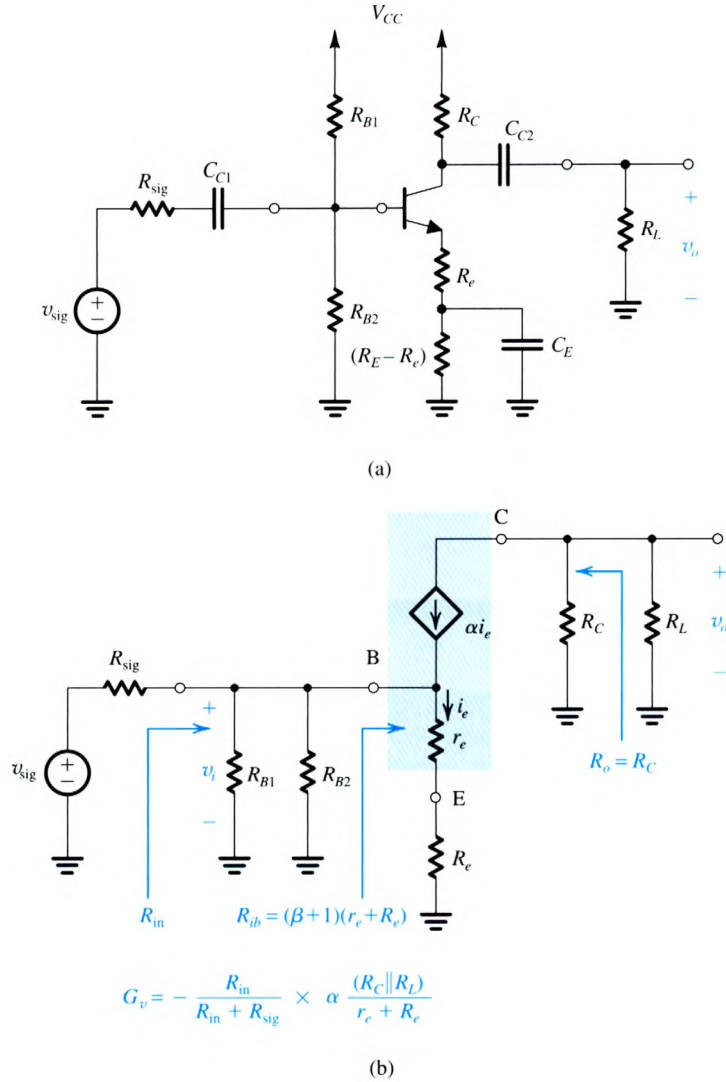 V_CC
R_B1
R_C
C_C2
C_C1
R_sig
R_L
+
v_o
−
R_e
v_sig
+
−
R_B2
(R_E − R_e)
C_E
(a)
C
αi_e
R_C
R_L
+
v_o
−
R_sig
B
i_e
r_e
+
v_i
−
R_B1
R_B2
v_sig
+
−
E
R_o = R_C
R_e
R_in
R_ib = (β+1)(r_e + R_e)
G_v = − R_in / (R_in + R_sig) × α (R_C∥R_L) / (r_e + R_e)
(b)